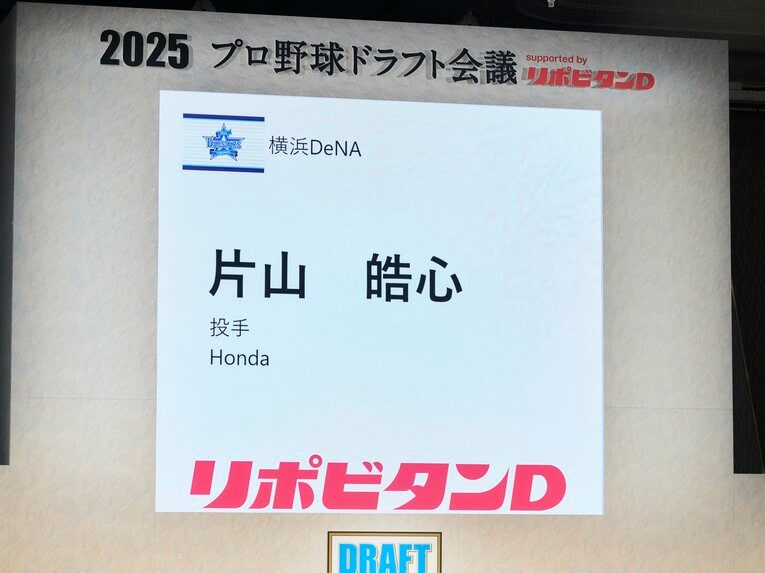 2025 プロ野球ドラフト会議 supported by リポビタンD
横浜DeNA
片山 皓心
投手
Honda
リポビタンD
DRAFT